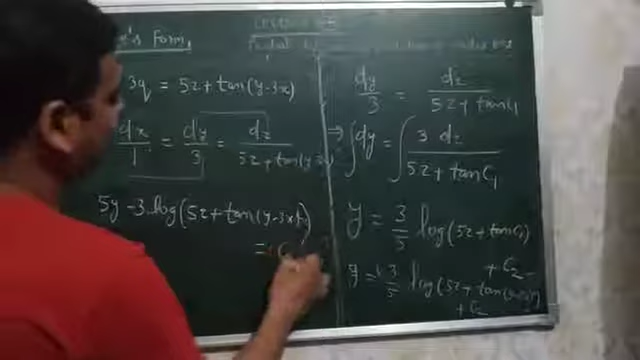 's Form,
3q = 5z + tan(y-3x)
dx/1 = dy/3 = dz/(5z + tan(y-3x))
5y - 3 log(5z + tan(y-3x))
= C
dy/3 = dz/(5z + tan C₁)
⇒ ∫dy = ∫ 3 dz/(5z + tan C₁)
y = 3/5 log(5z + tan C₁)
+ C₂
y = 3/5 log(5z + tan(y-3x))
+ C₂